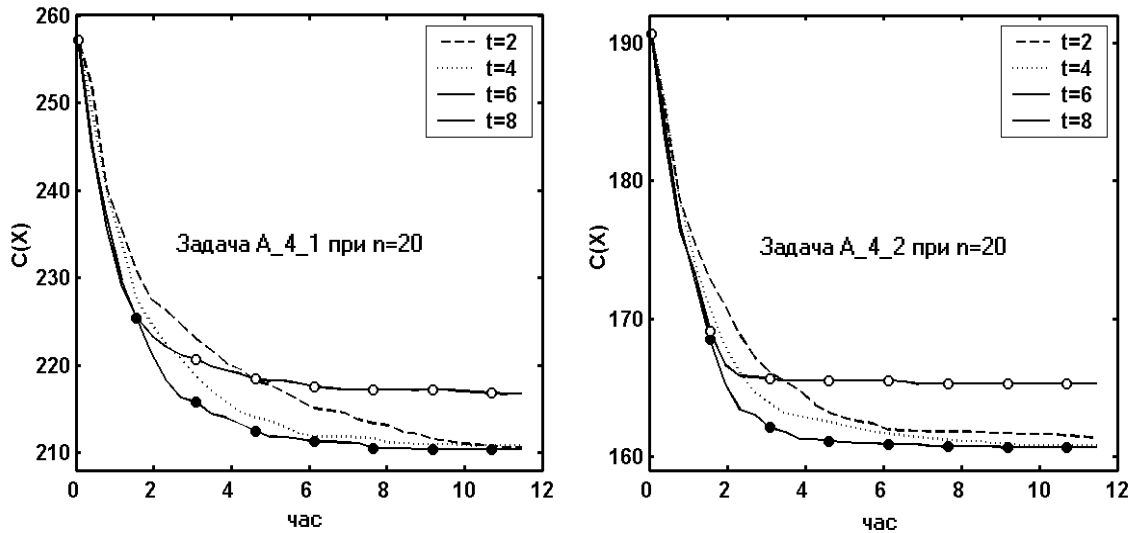 260
250
240
230
220
210
C(X)
t=2
t=4
t=6
t=8
Задача A_4_1 при n=20
0 2 4 6 8 10 12
час
190
180
170
160
C(X)
t=2
t=4
t=6
t=8
Задача A_4_2 при n=20
0 2 4 6 8 10 12
час